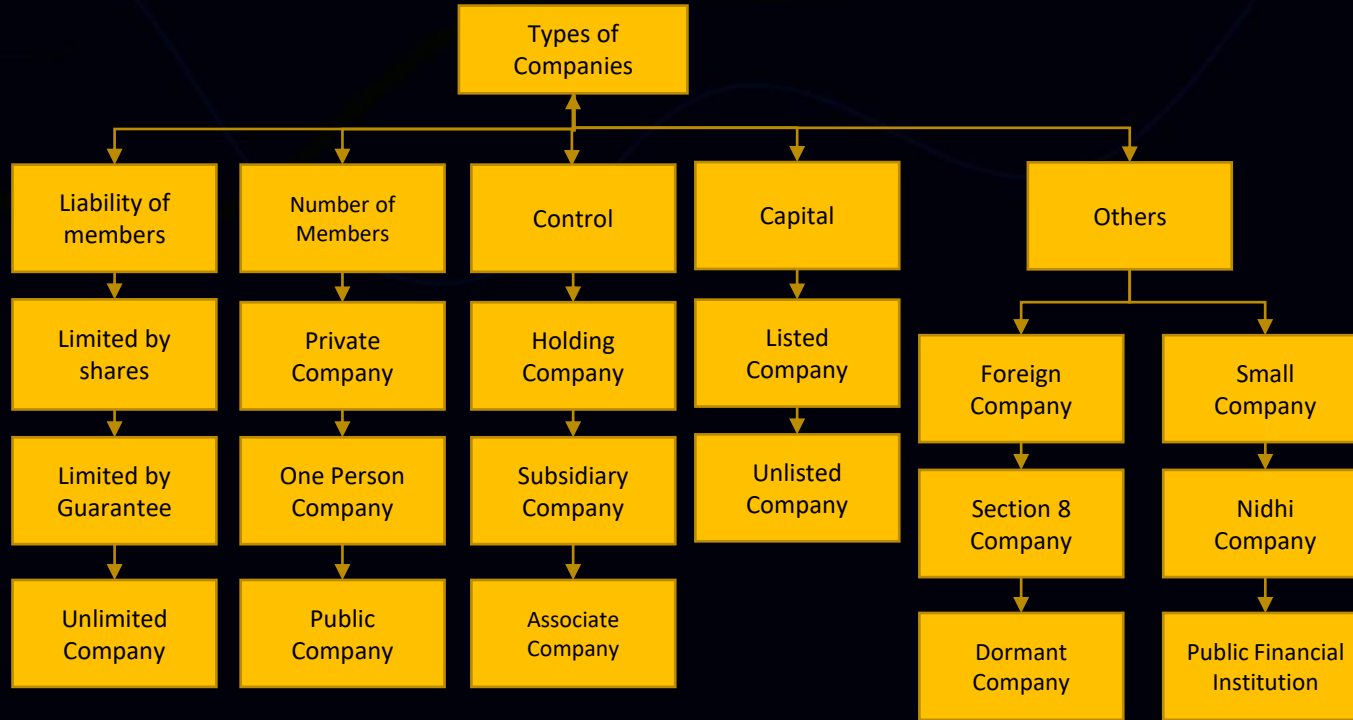 Types of
Companies
Liability of
members
Number of
Members
Control
Capital
Others
Limited by
shares
Private
Company
Holding
Company
Listed
Company
Foreign
Company
Small
Company
Limited by
Guarantee
One Person
Company
Subsidiary
Company
Unlisted
Company
Section 8
Company
Nidhi
Company
Unlimited
Company
Public
Company
Associate
Company
Dormant
Company
Public Financial
Institution